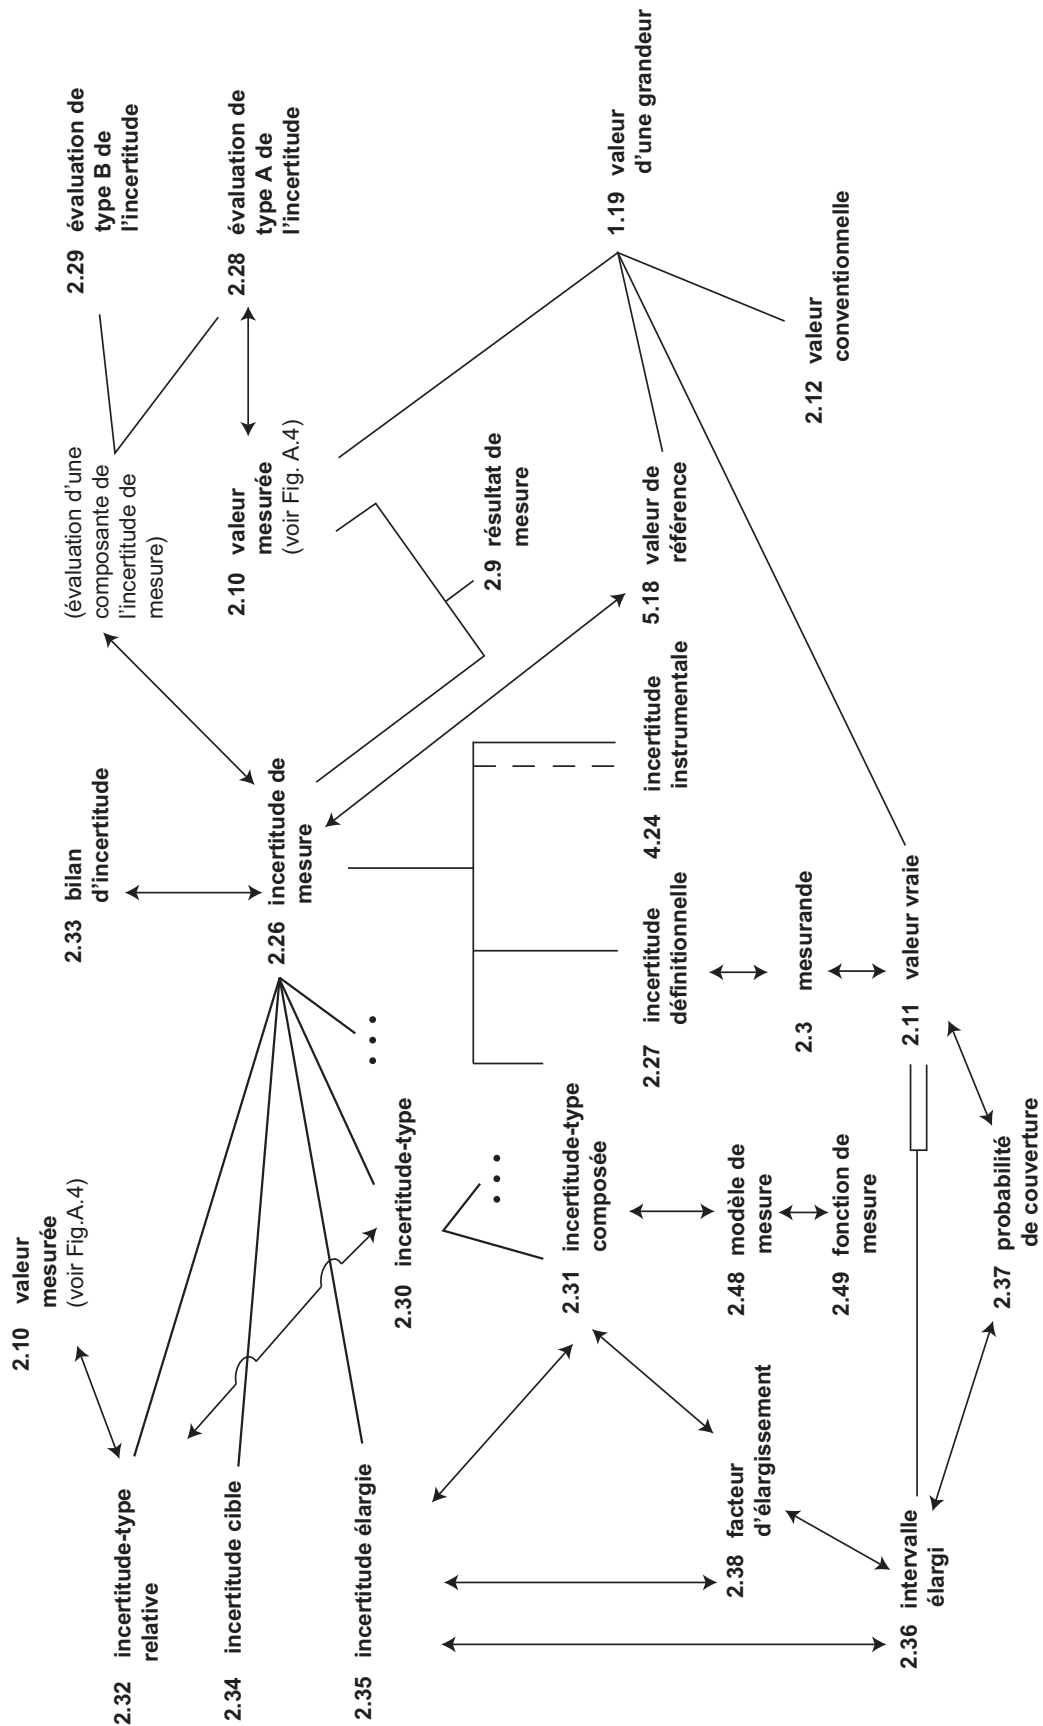 2.10 valeur
mesurée
(voir Fig.A.4)
2.32 incertitude-type
relative
2.34 incertitude cible
2.35 incertitude élargie
2.33 bilan
d'incertitude
2.26 incertitude de
mesure
• • •
2.30 incertitude-type
• • •
2.31 incertitude-type
composée
(évaluation d'une
composante de
l'incertitude de
mesure)
2.29 évaluation de
type B de
l'incertitude
2.28 évaluation de
type A de
l'incertitude
2.10 valeur
mesurée
(voir Fig. A.4)
2.9 résultat de
mesure
2.38 facteur
d'élargissement
2.48 modèle de
mesure
2.49 fonction de
mesure
2.27 incertitude
définitionnelle
4.24 incertitude
instrumentale
5.18 valeur de
référence
1.19 valeur
d'une grandeur
2.12 valeur
conventionnelle
2.3 mesurande
2.11 valeur vraie
2.36 intervalle
élargi
2.37 probabilité
de couverture